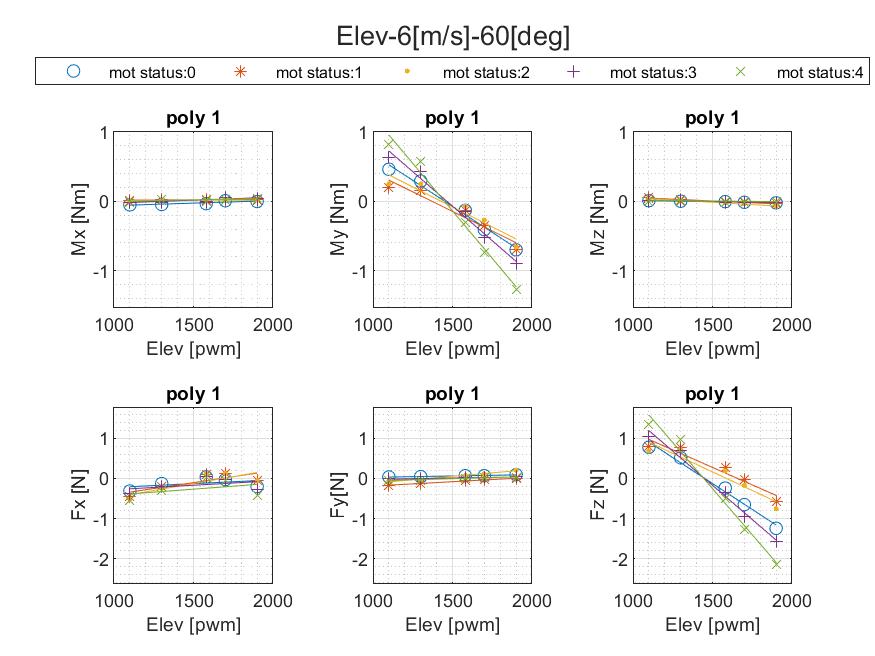 Elev-6[m/s]-60[deg]
mot status:0 mot status:1 mot status:2 mot status:3 mot status:4
poly 1 poly 1 poly 1
1 1 1
0 0 0
-1 -1 -1
Mx [Nm] My [Nm] Mz [Nm]
1000 1500 2000 1000 1500 2000 1000 1500 2000
Elev [pwm] Elev [pwm] Elev [pwm]
poly 1 poly 1 poly 1
1 1 1
0 0 0
-1 -1 -1
-2 -2 -2
Fx [N] Fy[N] Fz [N]
1000 1500 2000 1000 1500 2000 1000 1500 2000
Elev [pwm] Elev [pwm] Elev [pwm]